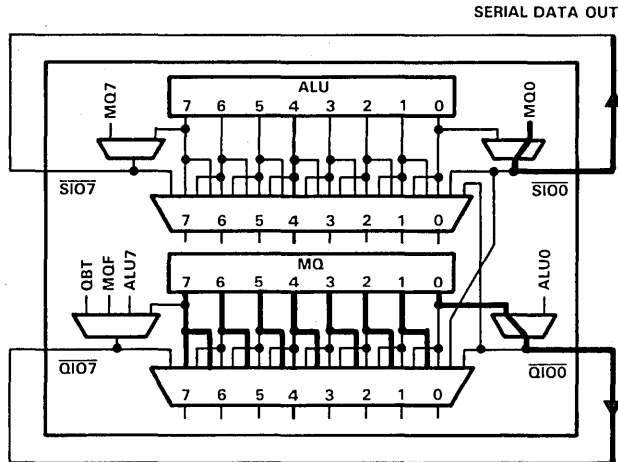 SERIAL DATA OUT
ALU
7 6 5 4 3 2 1 0
MQ7
MQ0
SIO7
SIO0
7 6 5 4 3 2 1 0
MQ
7 6 5 4 3 2 1 0
QBT
MQF
ALU7
ALU0
QIO7
QIO0
7 6 5 4 3 2 1 0